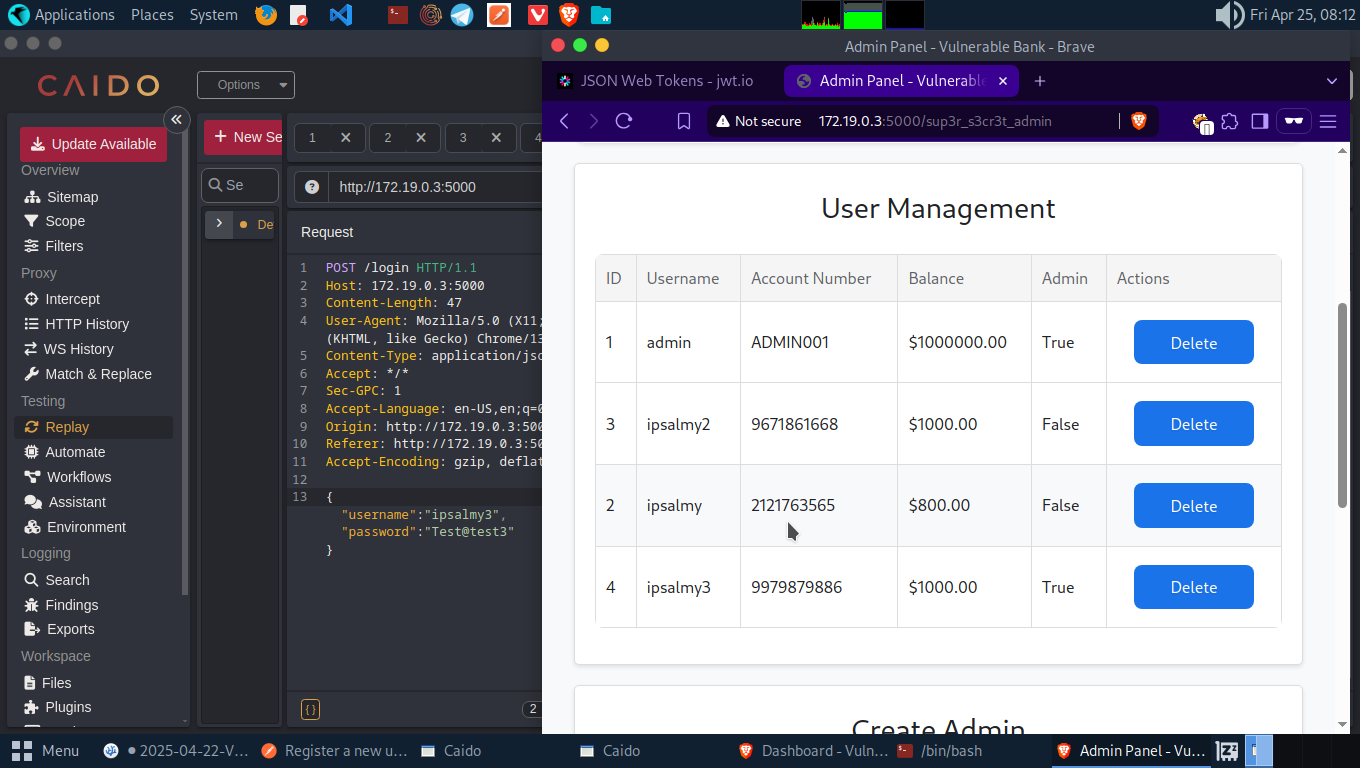 Applications Places System Fri Apr 25, 08:12
Admin Panel - Vulnerable Bank - Brave
CAIDO
Options
JSON Web Tokens - jwt.io
Admin Panel - Vulnerable
Not secure 172.19.0.3:5000/sup3r_s3cr3t_admin
Update Available
Overview
Sitemap
Scope
Filters
Proxy
Intercept
HTTP History
WS History
Match & Replace
Testing
Replay
Automate
Workflows
Assistant
Environment
Logging
Search
Findings
Exports
Workspace
Files
Plugins
+ New Se
Se
De
1 2 3 4
http://172.19.0.3:5000
Request
1 POST /login HTTP/1.1
2 Host: 172.19.0.3:5000
3 Content-Length: 47
4 User-Agent: Mozilla/5.0 (X11;
(KHTML, like Gecko) Chrome/13
5 Content-Type: application/jso
6 Accept: */*
7 Sec-GPC: 1
8 Accept-Language: en-US,en;q=0
9 Origin: http://172.19.0.3:500
10 Referer: http://172.19.0.3:50
11 Accept-Encoding: gzip, deflat
12
13 {
"username":"ipsalmy3",
"password":"Test@test3"
}
{} 2
User Management
ID Username Account Number Balance Admin Actions
1 admin ADMIN001 $1000000.00 True Delete
3 ipsalmy2 9671861668 $1000.00 False Delete
2 ipsalmy 2121763565 $800.00 False Delete
4 ipsalmy3 9979879886 $1000.00 True Delete
Create Admin
Menu 2025-04-22-V... Register a new u... Caido Caido Dashboard - Vuln... /bin/bash Admin Panel - Vu...